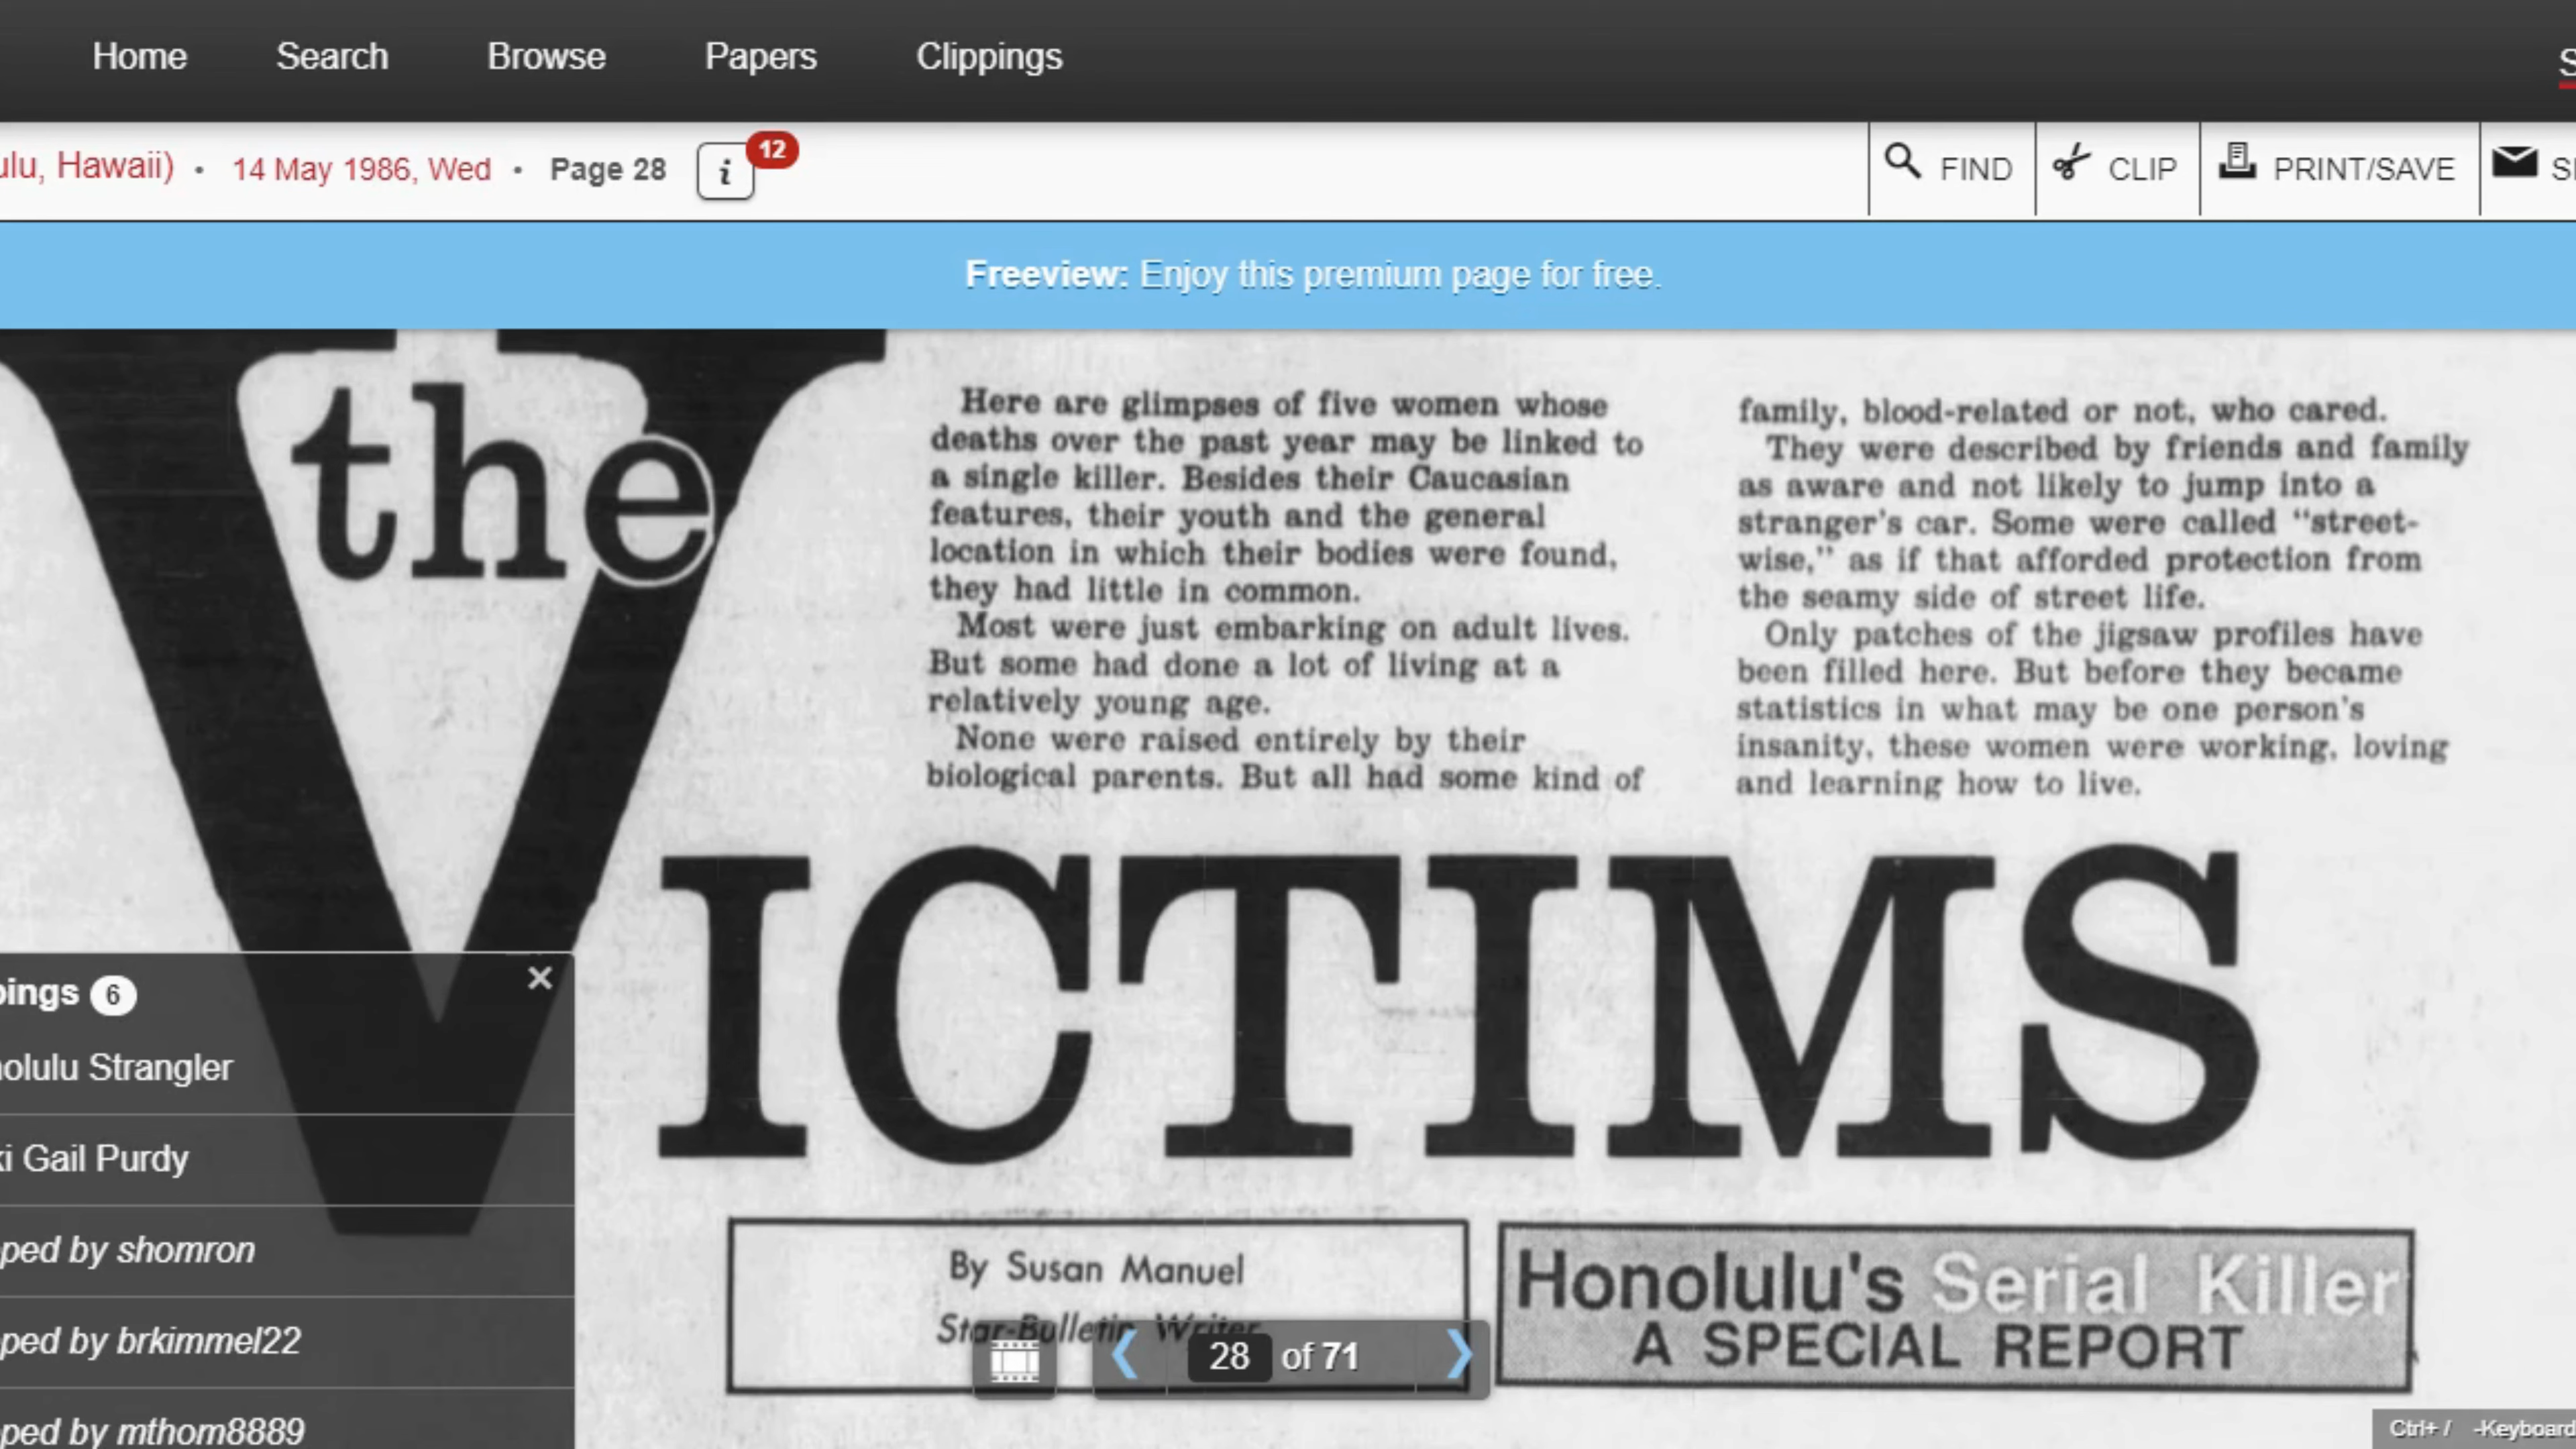 Home Search Browse Papers Clippings
ulu, Hawaii) • 14 May 1986, Wed • Page 28 i 12
FIND CLIP PRINT/SAVE
Freeview: Enjoy this premium page for free.
the
VICTIMS
Here are glimpses of five women whose
deaths over the past year may be linked to
a single killer. Besides their Caucasian
features, their youth and the general
location in which their bodies were found,
they had little in common.
Most were just embarking on adult lives.
But some had done a lot of living at a
relatively young age.
None were raised entirely by their
biological parents. But all had some kind of
family, blood-related or not, who cared.
They were described by friends and family
as aware and not likely to jump into a
stranger's car. Some were called "street-
wise," as if that afforded protection from
the seamy side of street life.
Only patches of the jigsaw profiles have
been filled here. But before they became
statistics in what may be one person's
insanity, these women were working, loving
and learning how to live.
By Susan Manuel
Star-Bulletin Writer
Honolulu's Serial Killer
A SPECIAL REPORT
pings 6
nolulu Strangler
ki Gail Purdy
ped by shomron
ped by brkimmel22
ped by mthom8889
28 of 71
Ctrl+ / -Keyboard